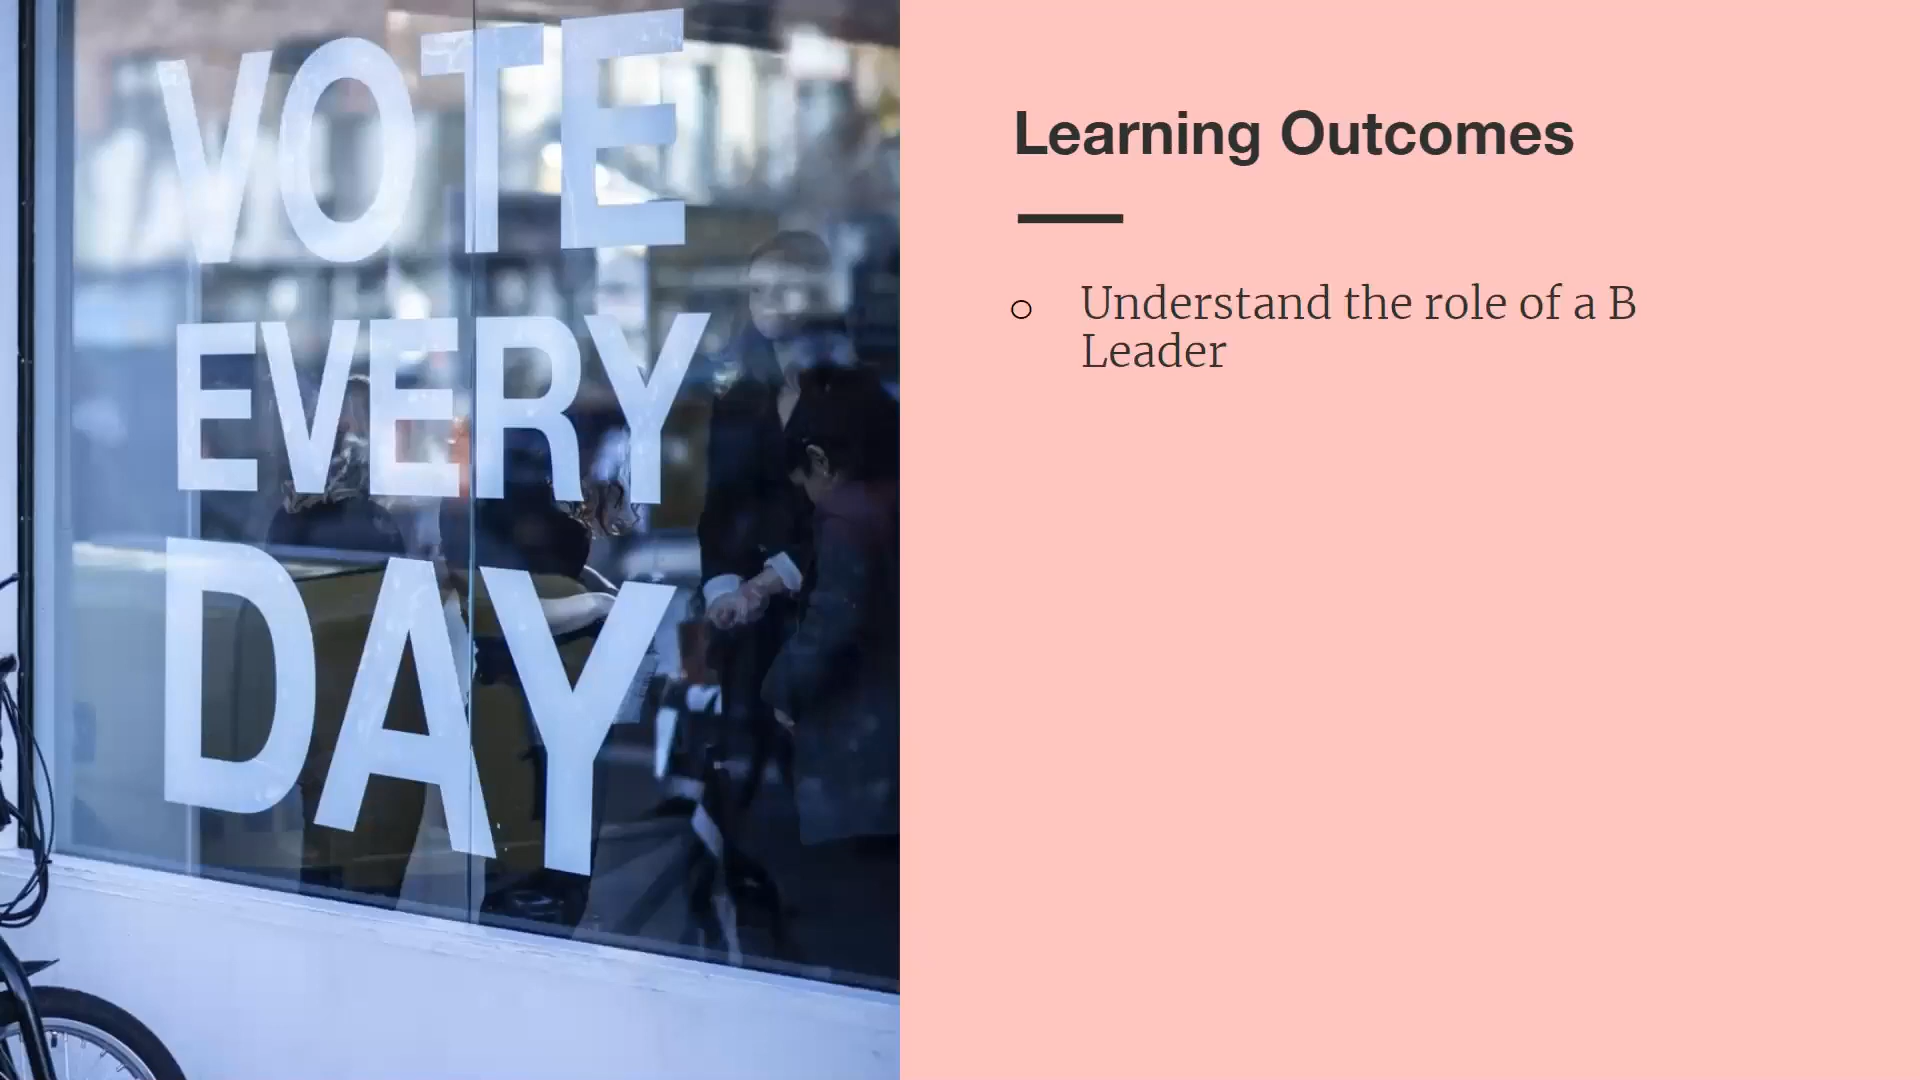 VOTE
EVERY
DAY
Learning Outcomes
Understand the role of a B
Leader